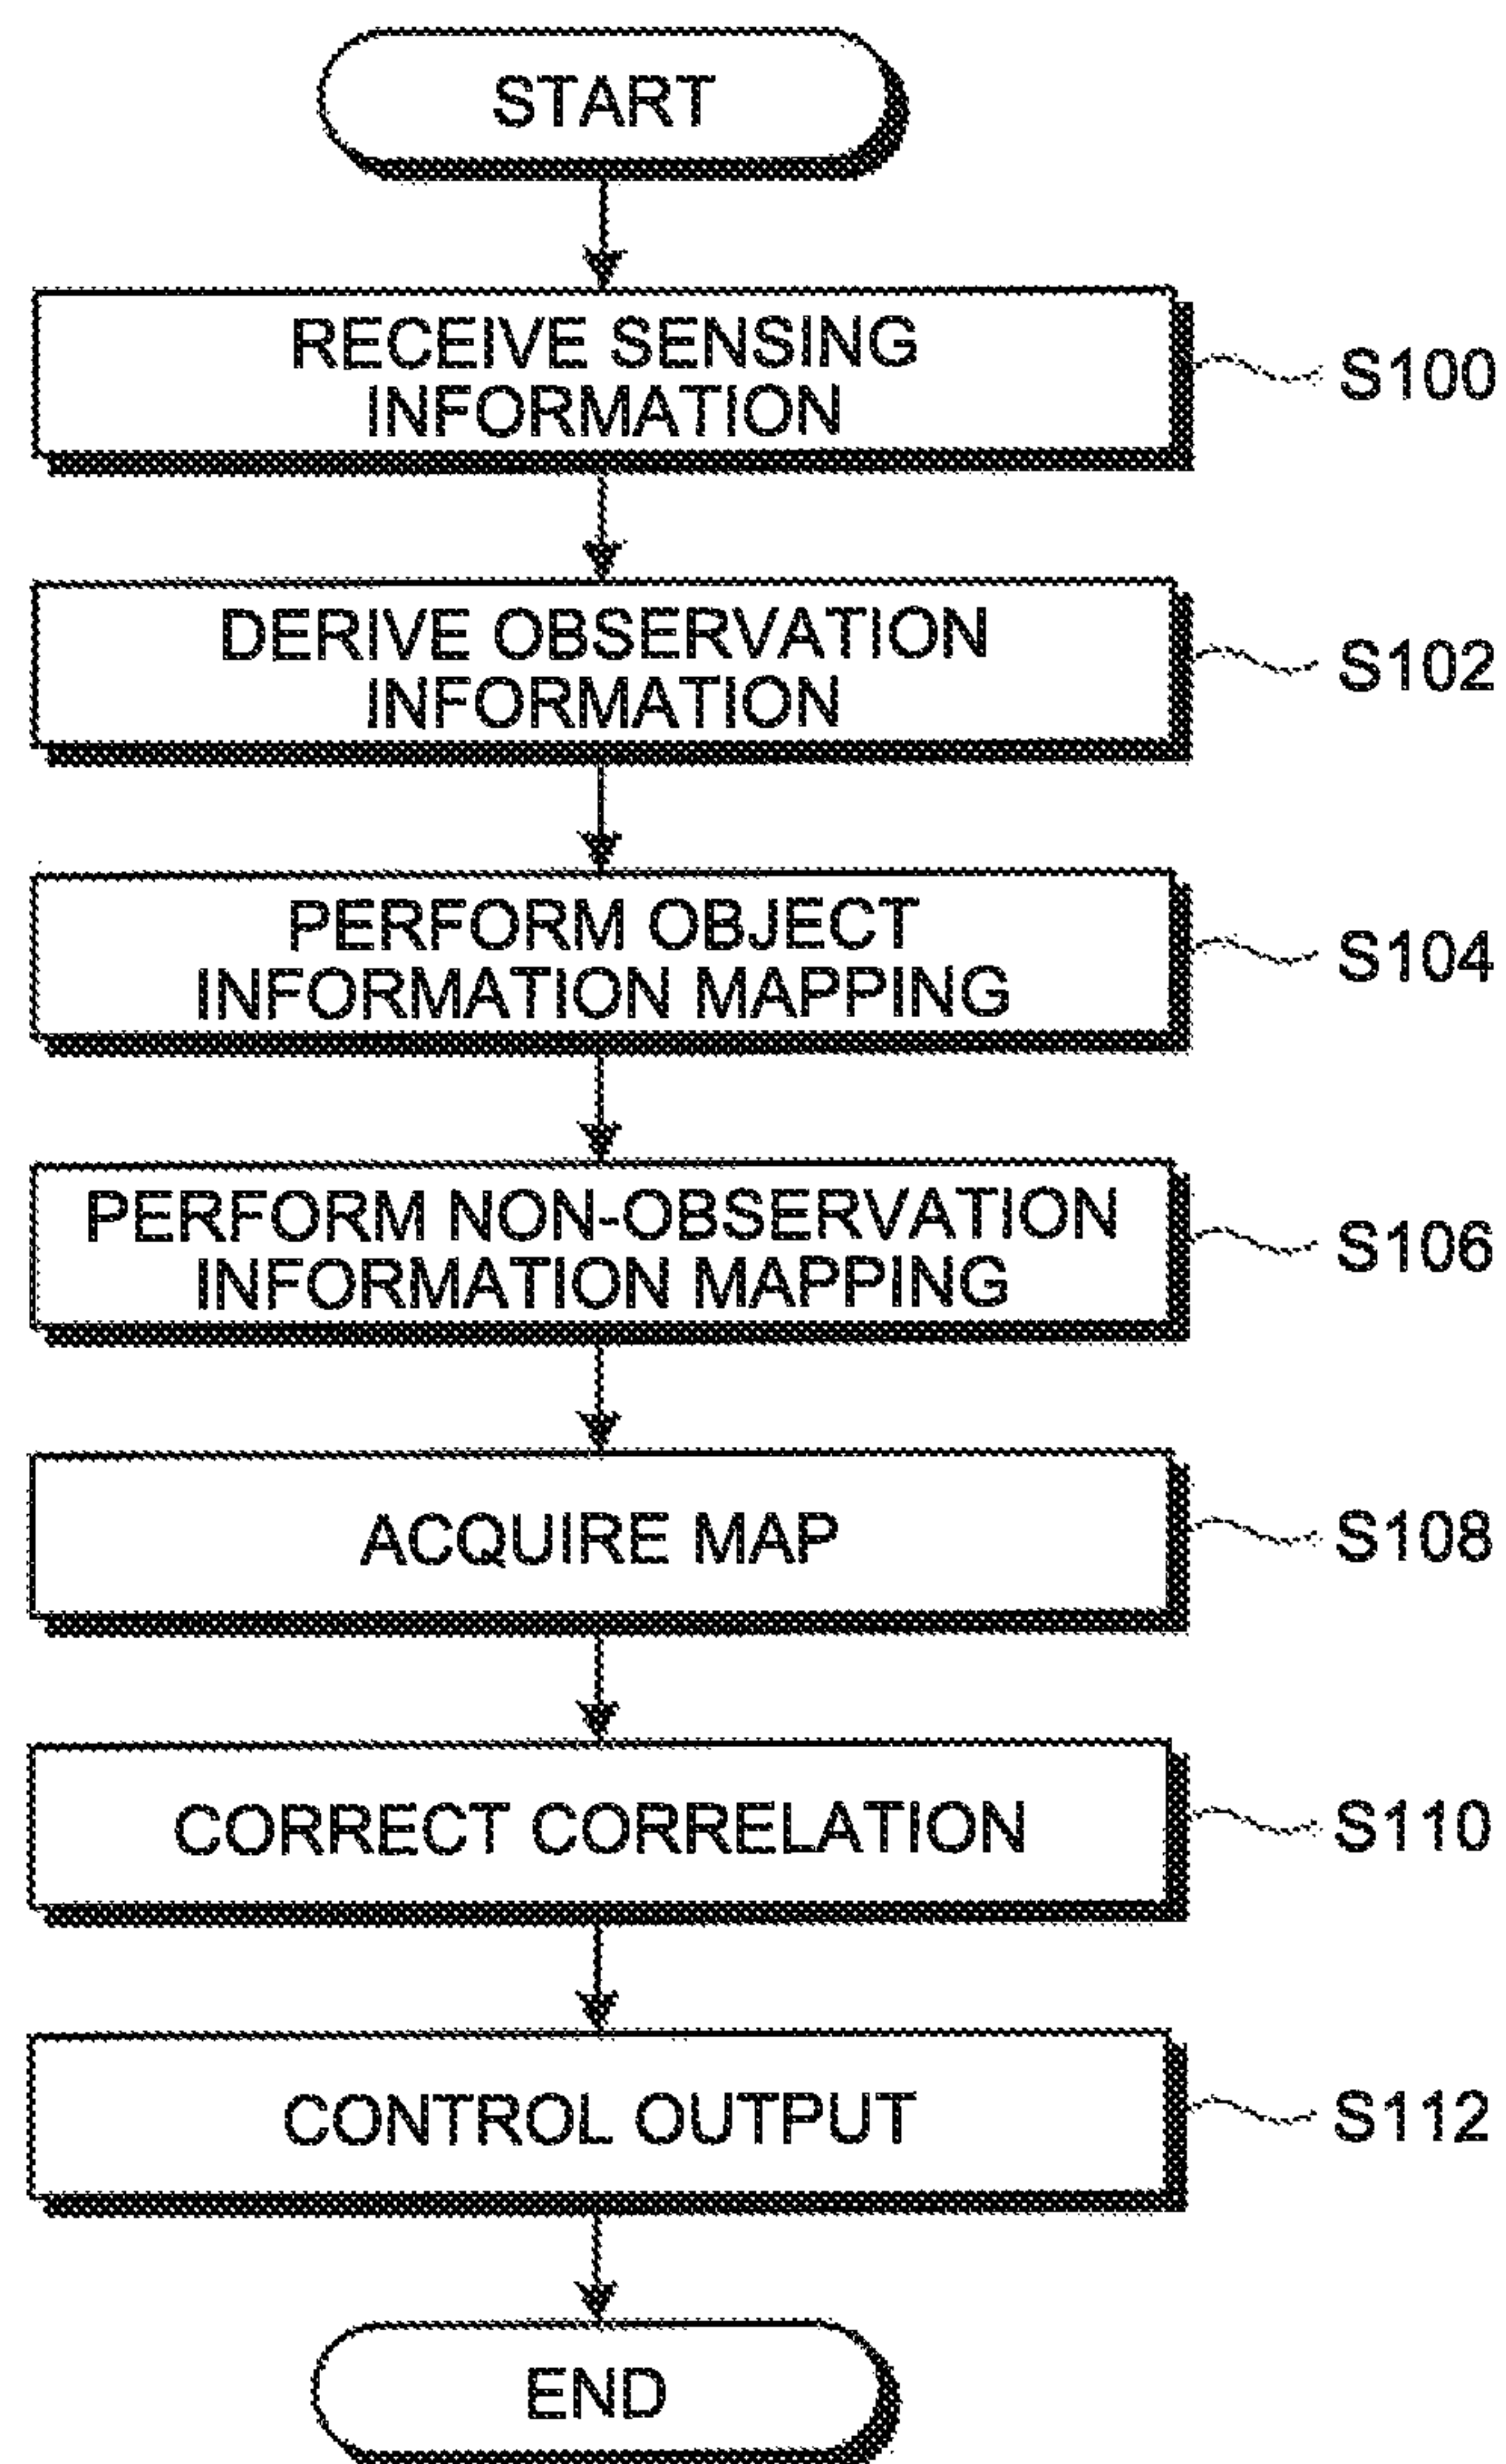 START
RECEIVE SENSING
INFORMATION
S100
DERIVE OBSERVATION
INFORMATION
S102
PERFORM OBJECT
INFORMATION MAPPING
S104
PERFORM NON-OBSERVATION
INFORMATION MAPPING
S106
ACQUIRE MAP
S108
CORRECT CORRELATION
S110
CONTROL OUTPUT
S112
END